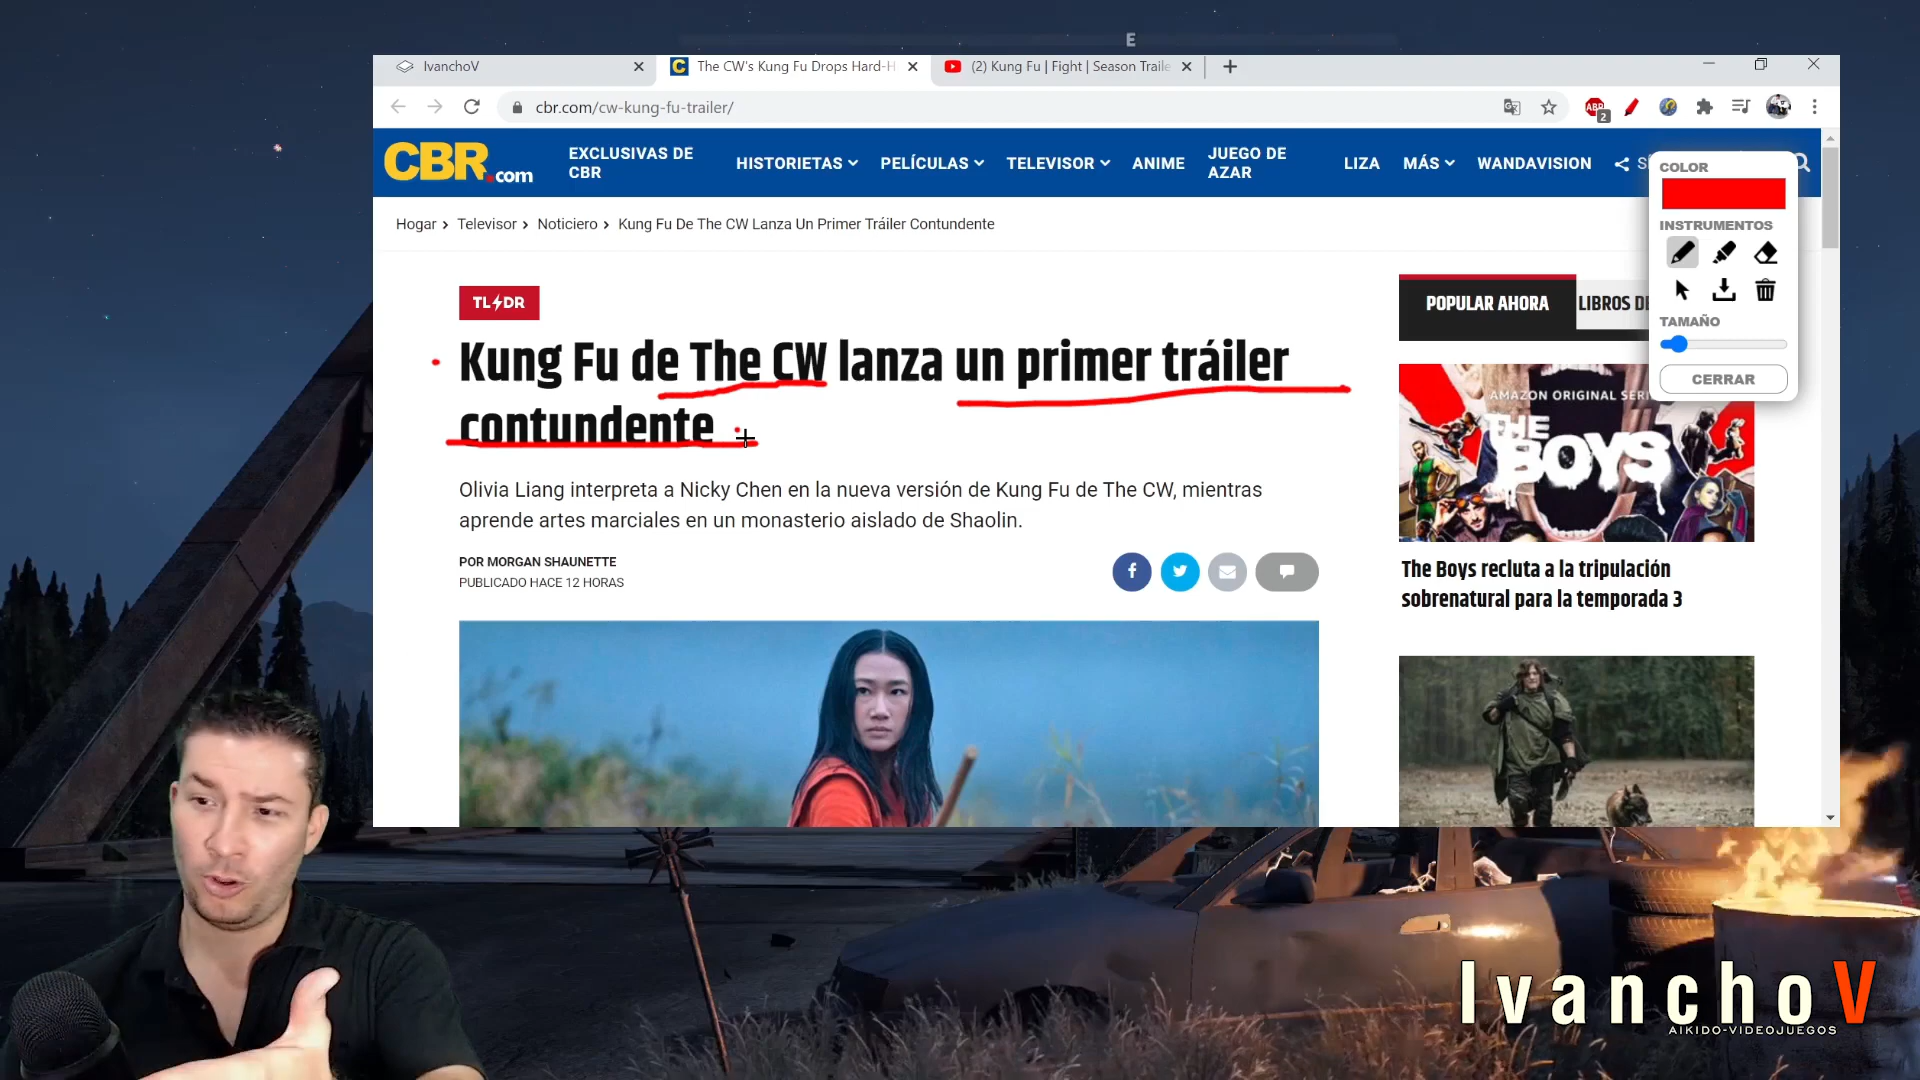 E
IvanchoV
The CW's Kung Fu Drops Hard-H
(2) Kung Fu | Fight | Season Traile
cbr.com/cw-kung-fu-trailer/
ABP
2
CBR.com
EXCLUSIVAS DE
CBR
HISTORIETAS
PELÍCULAS
TELEVISOR
ANIME
JUEGO DE
AZAR
LIZA
MÁS
WANDAVISION
COLOR
INSTRUMENTOS
TAMAÑO
CERRAR
Hogar > Televisor > Noticiero > Kung Fu De The CW Lanza Un Primer Tráiler Contundente
TL DR
Kung Fu de The CW lanza un primer tráiler
contundente
Olivia Liang interpreta a Nicky Chen en la nueva versión de Kung Fu de The CW, mientras
aprende artes marciales en un monasterio aislado de Shaolin.
POR MORGAN SHAUNETTE
PUBLICADO HACE 12 HORAS
POPULAR AHORA
LIBROS DE
AMAZON ORIGINAL SERI
THE
BOYS
The Boys recluta a la tripulación
sobrenatural para la temporada 3
IvanchoV
AIKIDO-VIDEOJUEGOS